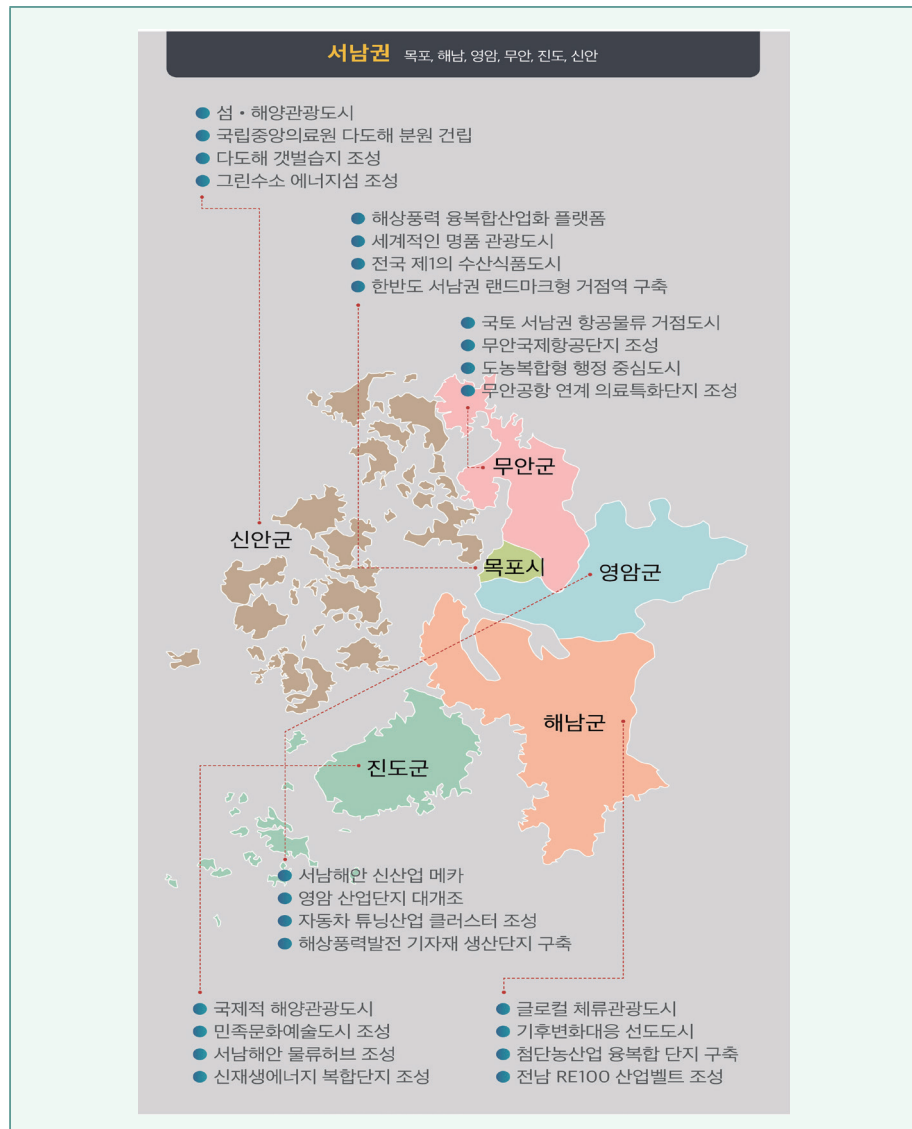 서남권 목포, 해남, 영암, 무안, 진도, 신안
섬・해양관광도시
국립중앙의료원 다도해 분원 건립
다도해 갯벌습지 조성
그린수소 에너지섬 조성
해상풍력 융복합산업화 플랫폼
세계적인 명품 관광도시
전국 제1의 수산식품도시
한반도 서남권 랜드마크형 거점역 구축
국토 서남권 항공물류 거점도시
무안국제항공단지 조성
도농복합형 행정 중심도시
무안공항 연계 의료특화단지 조성
무안군
신안군
목포시
영암군
해남군
진도군
서남해안 신산업 메카
영암 산업단지 대개조
자동차 튜닝산업 클러스터 조성
해상풍력발전 기자재 생산단지 구축
국제적 해양관광도시
민족문화예술도시 조성
서남해안 물류허브 조성
신재생에너지 복합단지 조성
글로컬 체류관광도시
기후변화대응 선도도시
첨단농산업 융복합 단지 구축
전남 RE100 산업벨트 조성